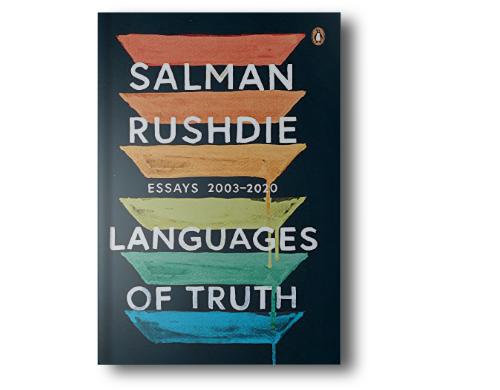 SALMAN
RUSHDIE
ESSAYS 2003–2020
LANGUAGES
OF TRUTH